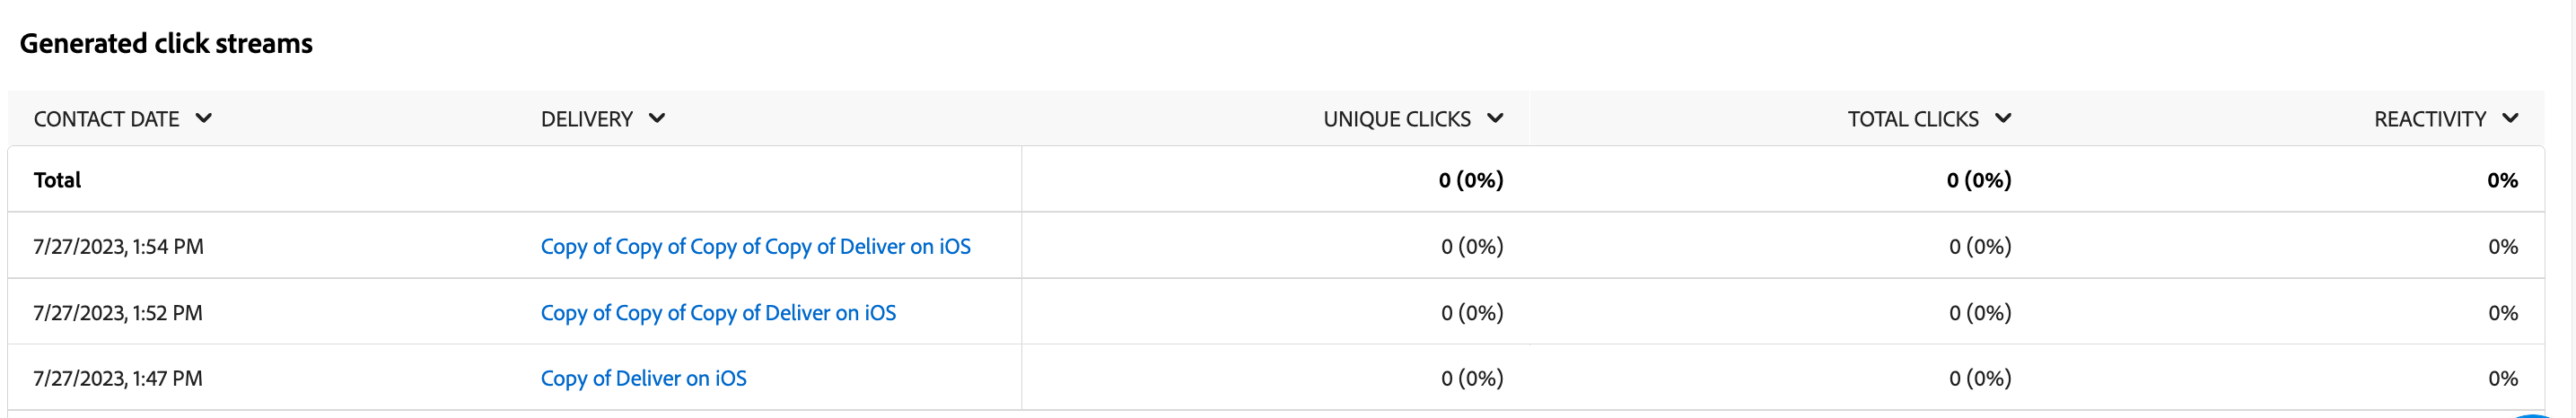 Generated click streams
CONTACT DATE DELIVERY UNIQUE CLICKS TOTAL CLICKS REACTIVITY
Total 0 (0%) 0 (0%) 0%
7/27/2023, 1:54 PM Copy of Copy of Copy of Copy of Deliver on iOS 0 (0%) 0 (0%) 0%
7/27/2023, 1:52 PM Copy of Copy of Copy of Deliver on iOS 0 (0%) 0 (0%) 0%
7/27/2023, 1:47 PM Copy of Deliver on iOS 0 (0%) 0 (0%) 0%